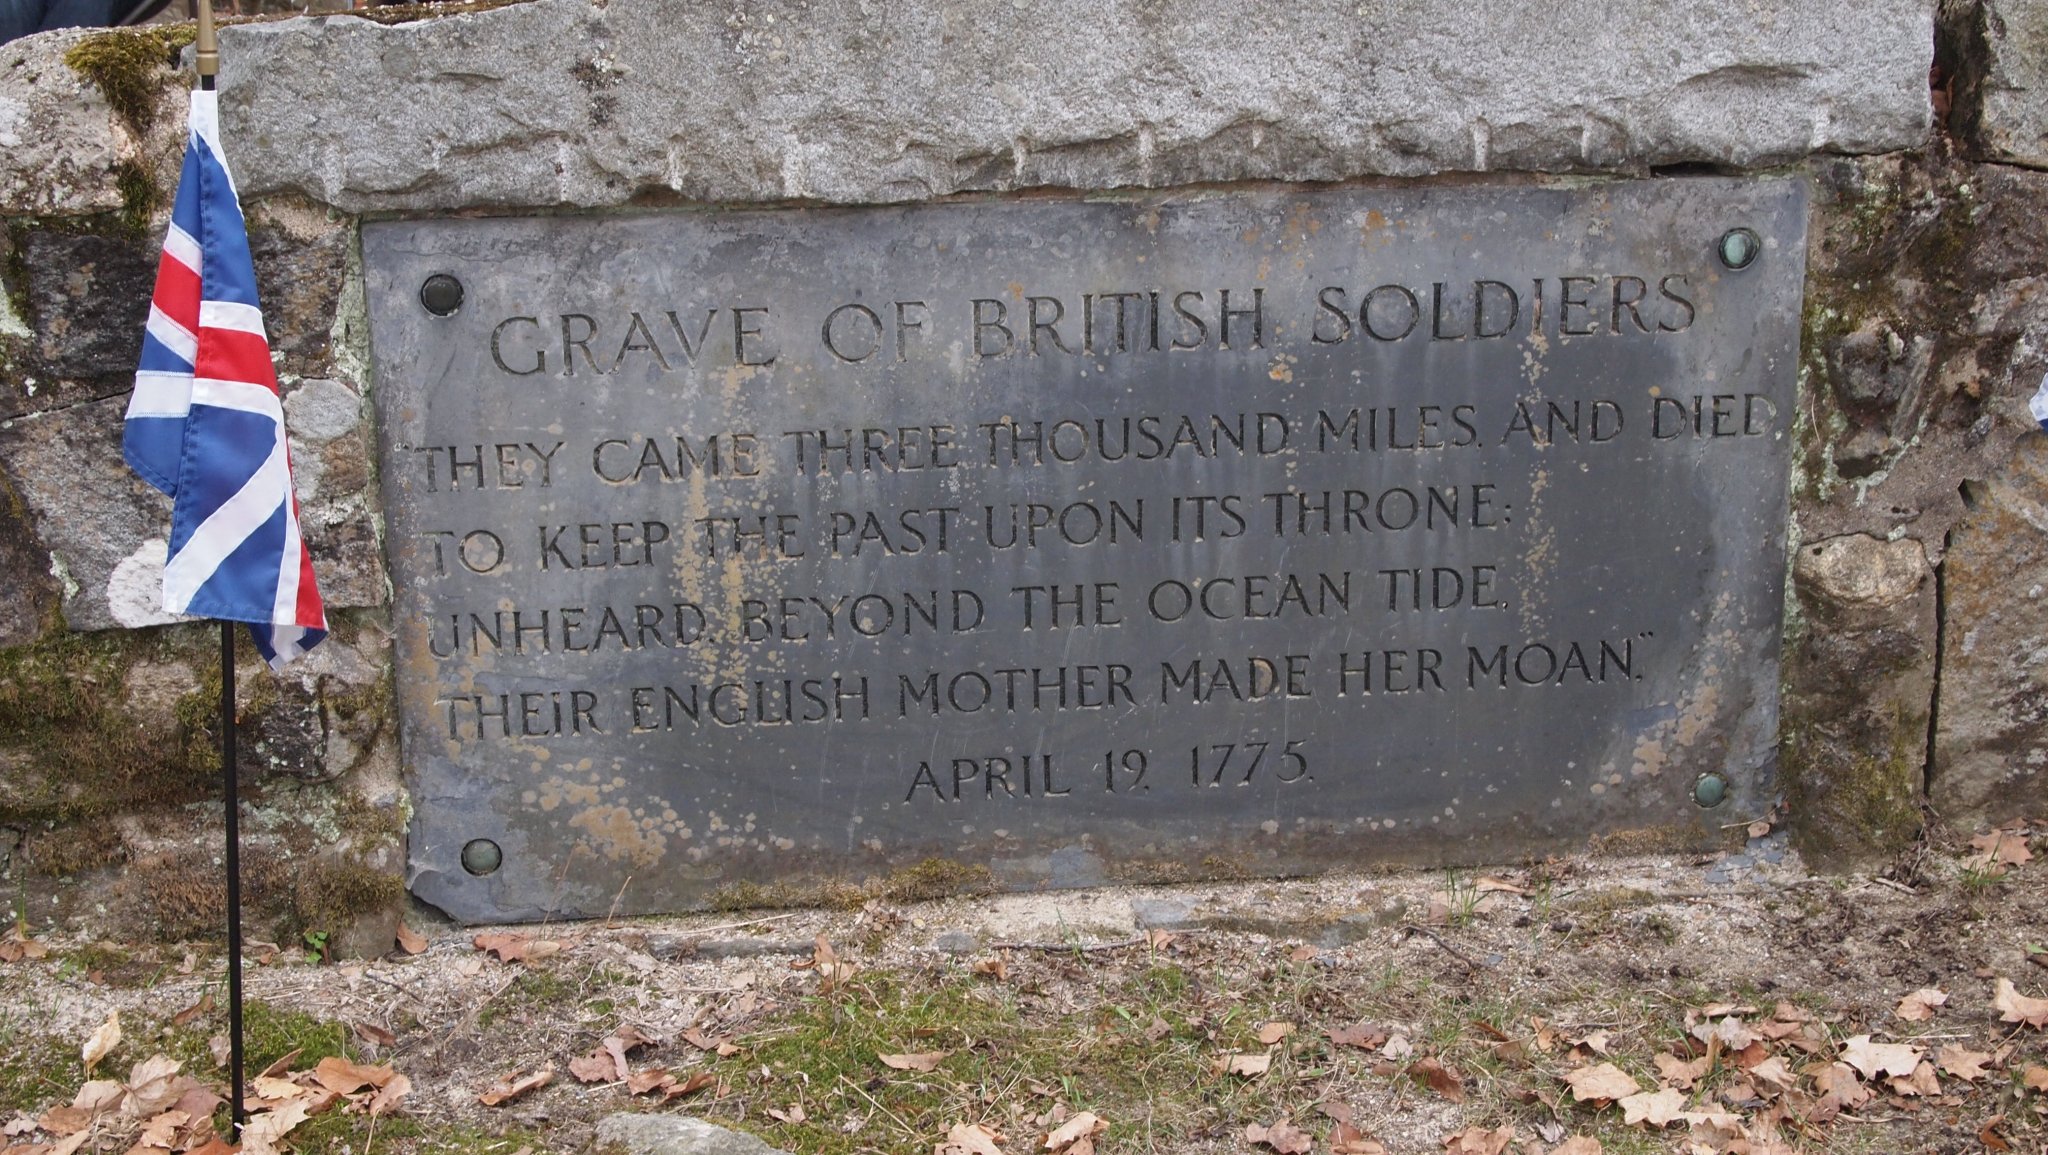 GRAVE OF BRITISH SOLDIERS
"THEY CAME THREE THOUSAND MILES, AND DIED,
TO KEEP THE PAST UPON ITS THRONE:
UNHEARD, BEYOND THE OCEAN TIDE,
THEIR ENGLISH MOTHER MADE HER MOAN."
APRIL 19, 1775.